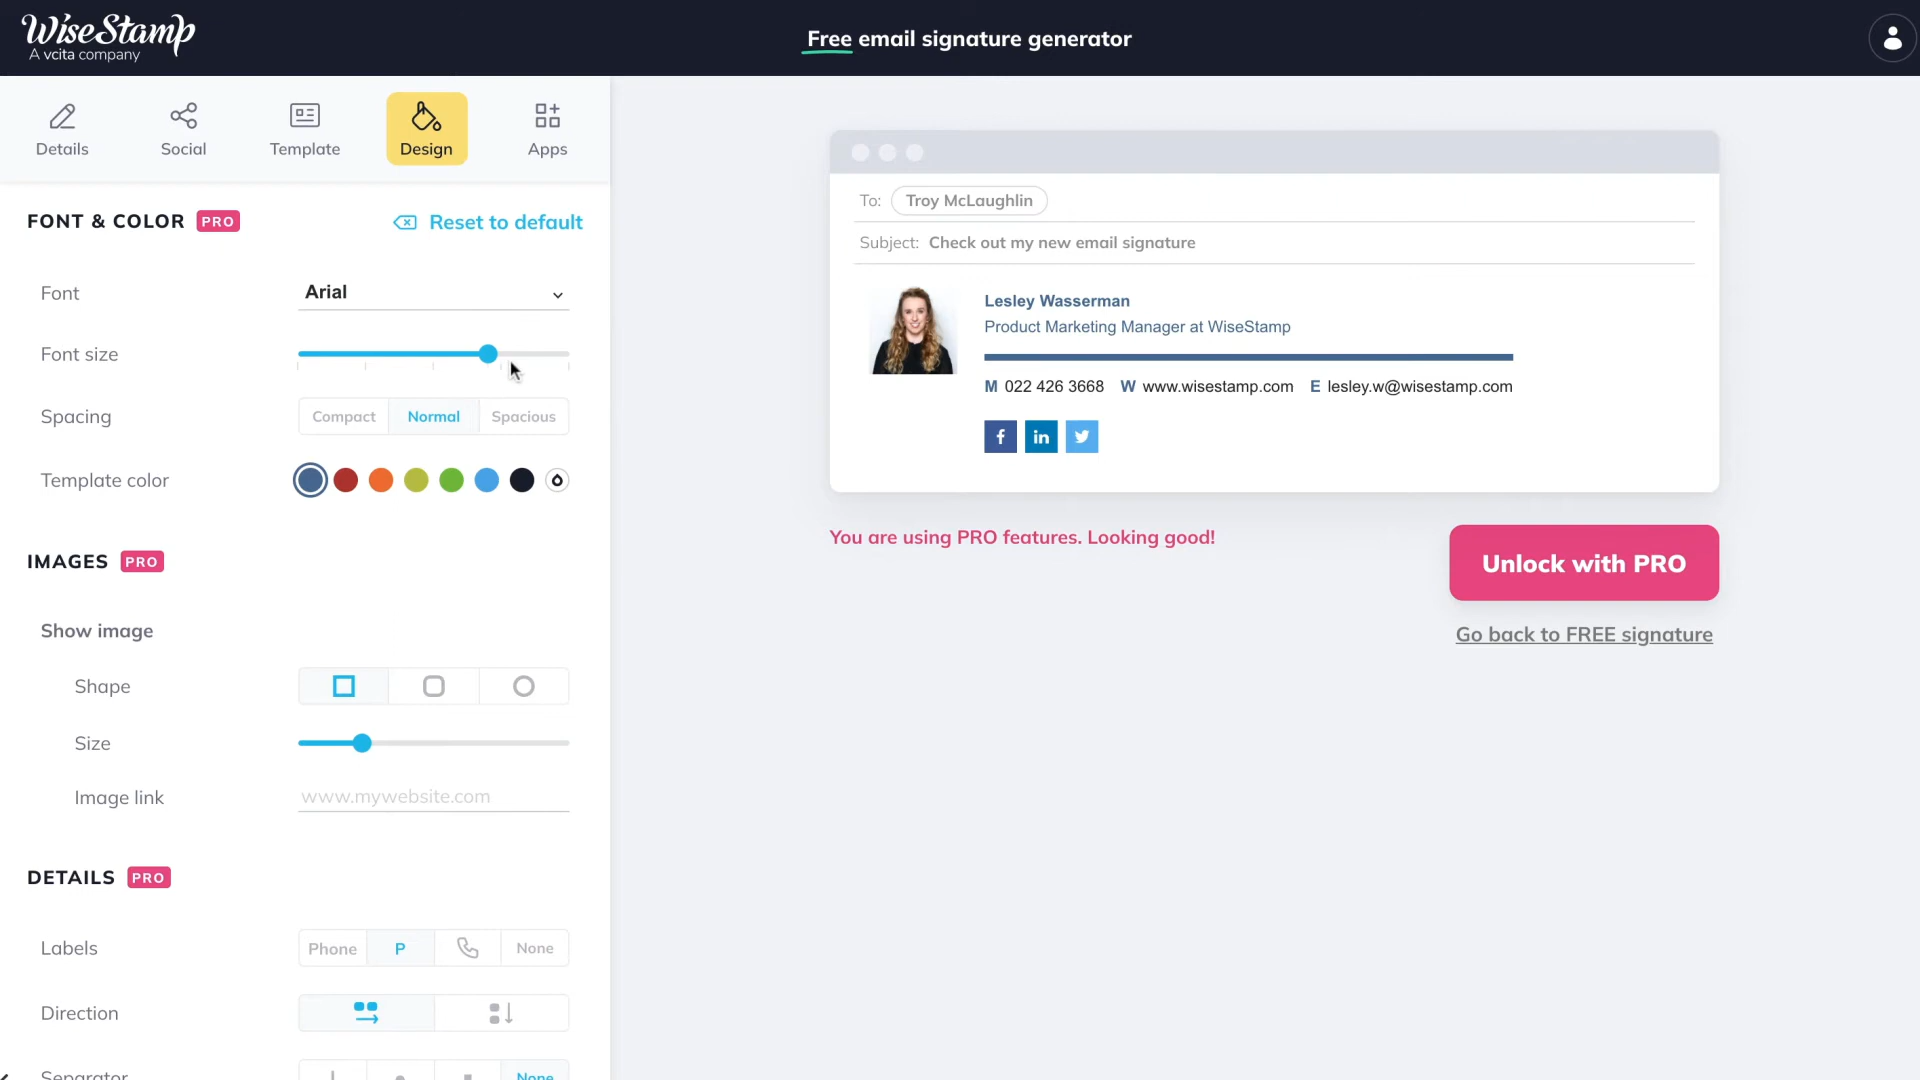 WiseStamp
A vcita company
Free email signature generator
Details
Social
Template
Design
Apps
FONT & COLOR PRO
Reset to default
Font
Arial
Font size
Spacing
Compact
Normal
Spacious
Template color
IMAGES PRO
Show image
Shape
Size
Image link
www.mywebsite.com
DETAILS PRO
Labels
Phone
P
None
Direction
Separator
None
To: Troy McLaughlin
Subject: Check out my new email signature
Lesley Wasserman
Product Marketing Manager at WiseStamp
M 022 426 3668 W www.wisestamp.com E lesley.w@wisestamp.com
f
in
You are using PRO features. Looking good!
Unlock with PRO
Go back to FREE signature